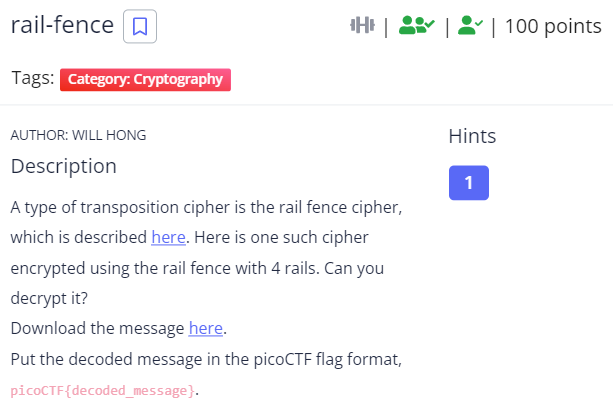 rail-fence
| | | 100 points
Tags: Category: Cryptography
AUTHOR: WILL HONG
Hints
Description
1
A type of transposition cipher is the rail fence cipher,
which is described here. Here is one such cipher
encrypted using the rail fence with 4 rails. Can you
decrypt it?
Download the message here.
Put the decoded message in the picoCTF flag format,
picoCTF{decoded_message}.